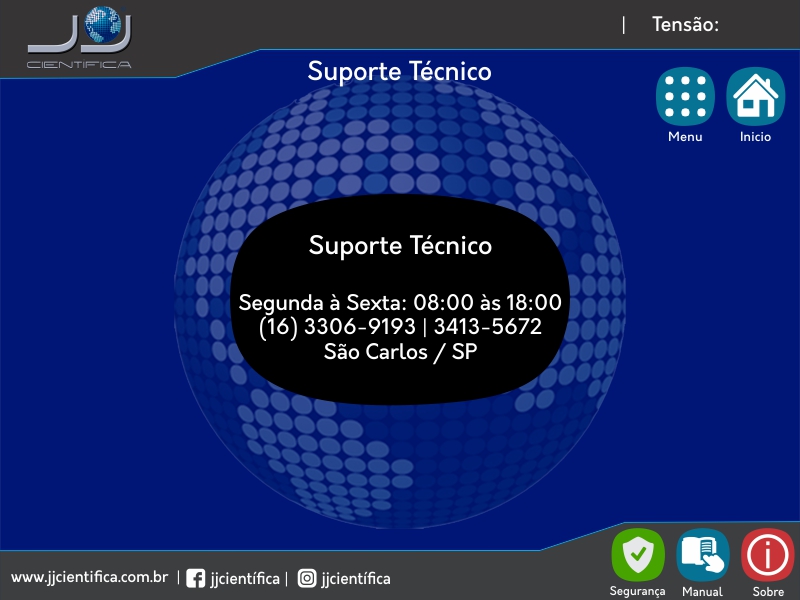 JJ
CIENTÍFICA
| Tensão:
Suporte Técnico
Menu
Inicio
Suporte Técnico
Segunda à Sexta: 08:00 às 18:00
(16) 3306-9193 | 3413-5672
São Carlos / SP
www.jjcientifica.com.br | jjcientífica | jjcientífica
Segurança
Manual
Sobre